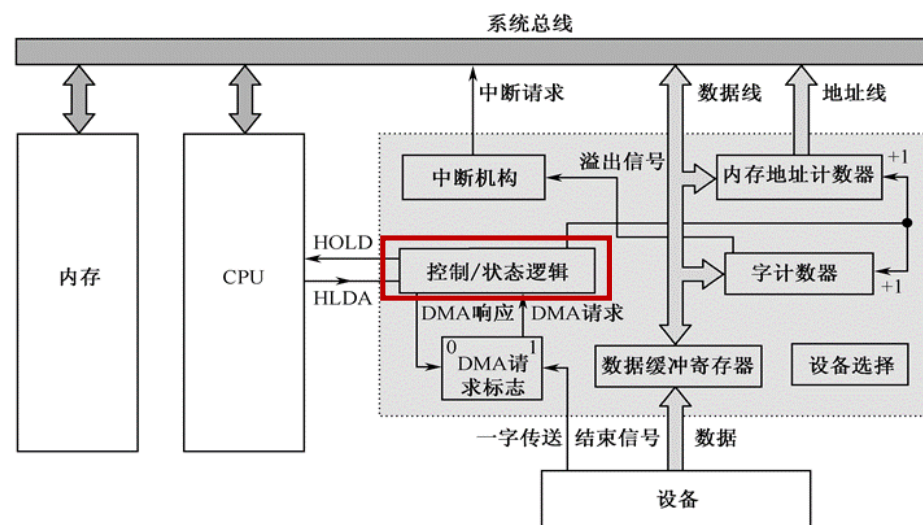 系统总线
中断请求
数据线
地址线
溢出信号
+1
中断机构
内存地址计数器
HOLD
控制/状态逻辑
字计数器
内存
CPU
HLDA
+1
DMA响应
DMA请求
0
1
DMA请
求标志
数据缓冲寄存器
设备选择
一字传送
结束信号
数据
设备